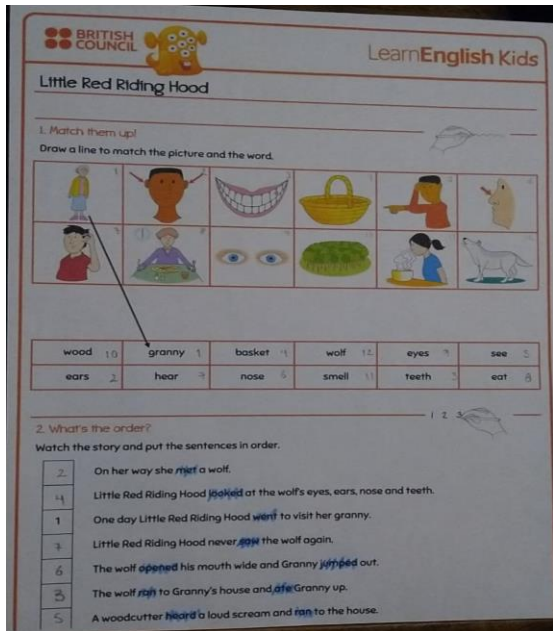 BRITISH
COUNCIL
LearnEnglish Kids
Little Red Riding Hood
1. Match them up!
Draw a line to match the picture and the word.
wood 10 granny 1 basket 4 wolf 12 eyes 9 see 5
ears 2 hear 7 nose smell 11 teeth 3 eat 8
1 2 3
2. What's the order?
Watch the story and put the sentences in order.
2 On her way she met a wolf.
4 Little Red Riding Hood looked at the wolf's eyes, ears, nose and teeth.
1 One day Little Red Riding Hood went to visit her granny.
7 Little Red Riding Hood never saw the wolf again.
6 The wolf opened his mouth wide and Granny jumped out.
3 The wolf ran to Granny's house and ate Granny up.
5 A woodcutter heard a loud scream and ran to the house.